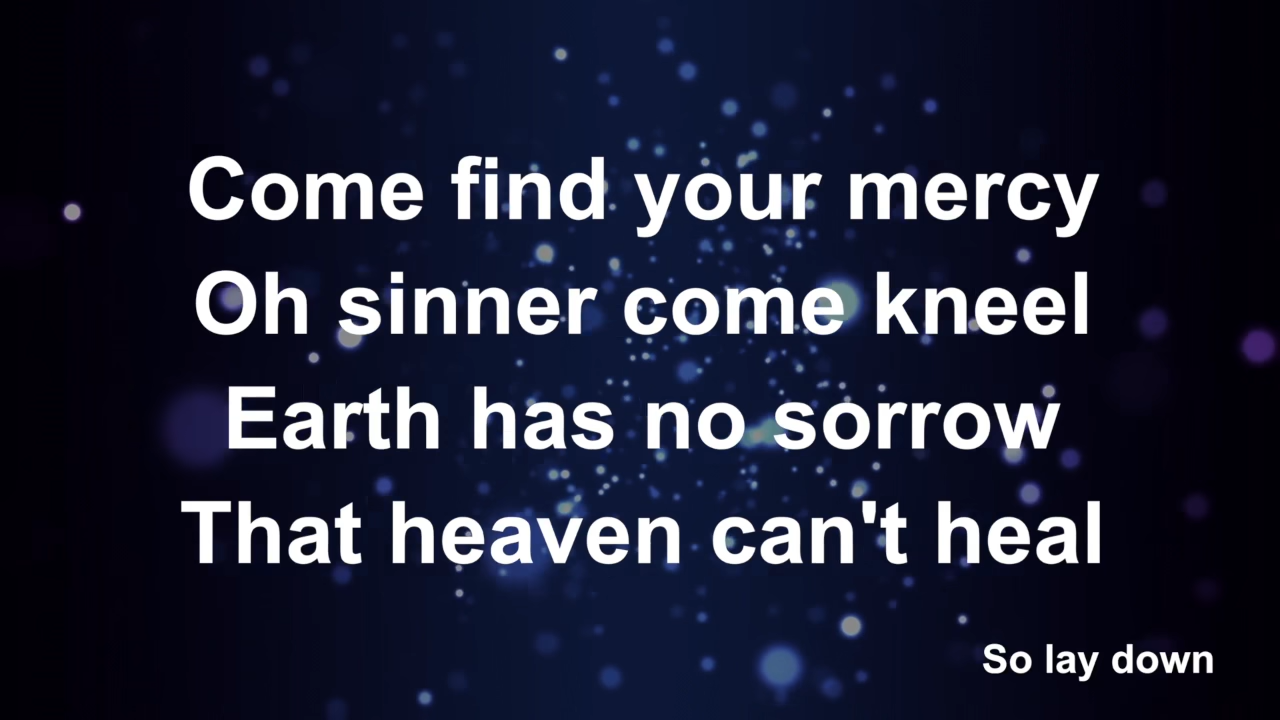 Come find your mercy
Oh sinner come kneel
Earth has no sorrow
That heaven can't heal
So lay down